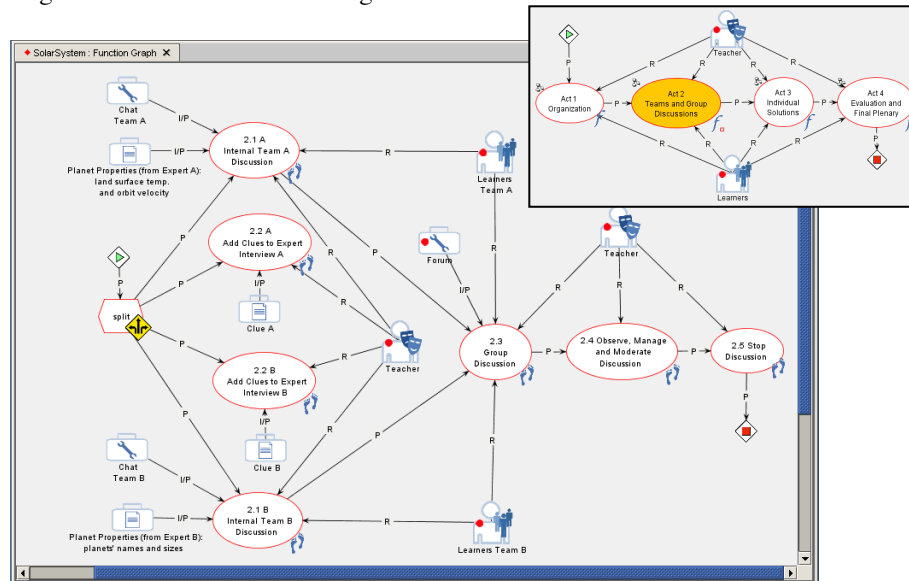 SolarSystem : Function Graph
Chat
Team A
I/P
Planet Properties (from Expert A):
land surface temp.
and orbit velocity
I/P
2.1 A
Internal Team A
Discussion
R
Learners
Team A
2.2 A
Add Clues to Expert
Interview A
I/P
Clue A
P
P
P
split
P
P
P
P
R
R
R
R
Teacher
2.2 B
Add Clues to Expert
Interview B
I/P
Clue B
Chat
Team B
I/P
Planet Properties (from Expert B):
planets' names and sizes
I/P
2.1 B
Internal Team B
Discussion
R
Learners Team B
R
R
Forum
I/P
2.3
Group
Discussion
P
2.4 Observe, Manage
and Moderate
Discussion
P
2.5 Stop
Discussion
P
Teacher
R
R
R
P
Act 1
Organization
P
Act 2
Teams and Group
Discussions
P
Act 3
Individual
Solutions
P
Act 4
Evaluation and
Final Plenary
P
Teacher
R
R
R
R
Learners
R
R
R
R
f
f
f
f